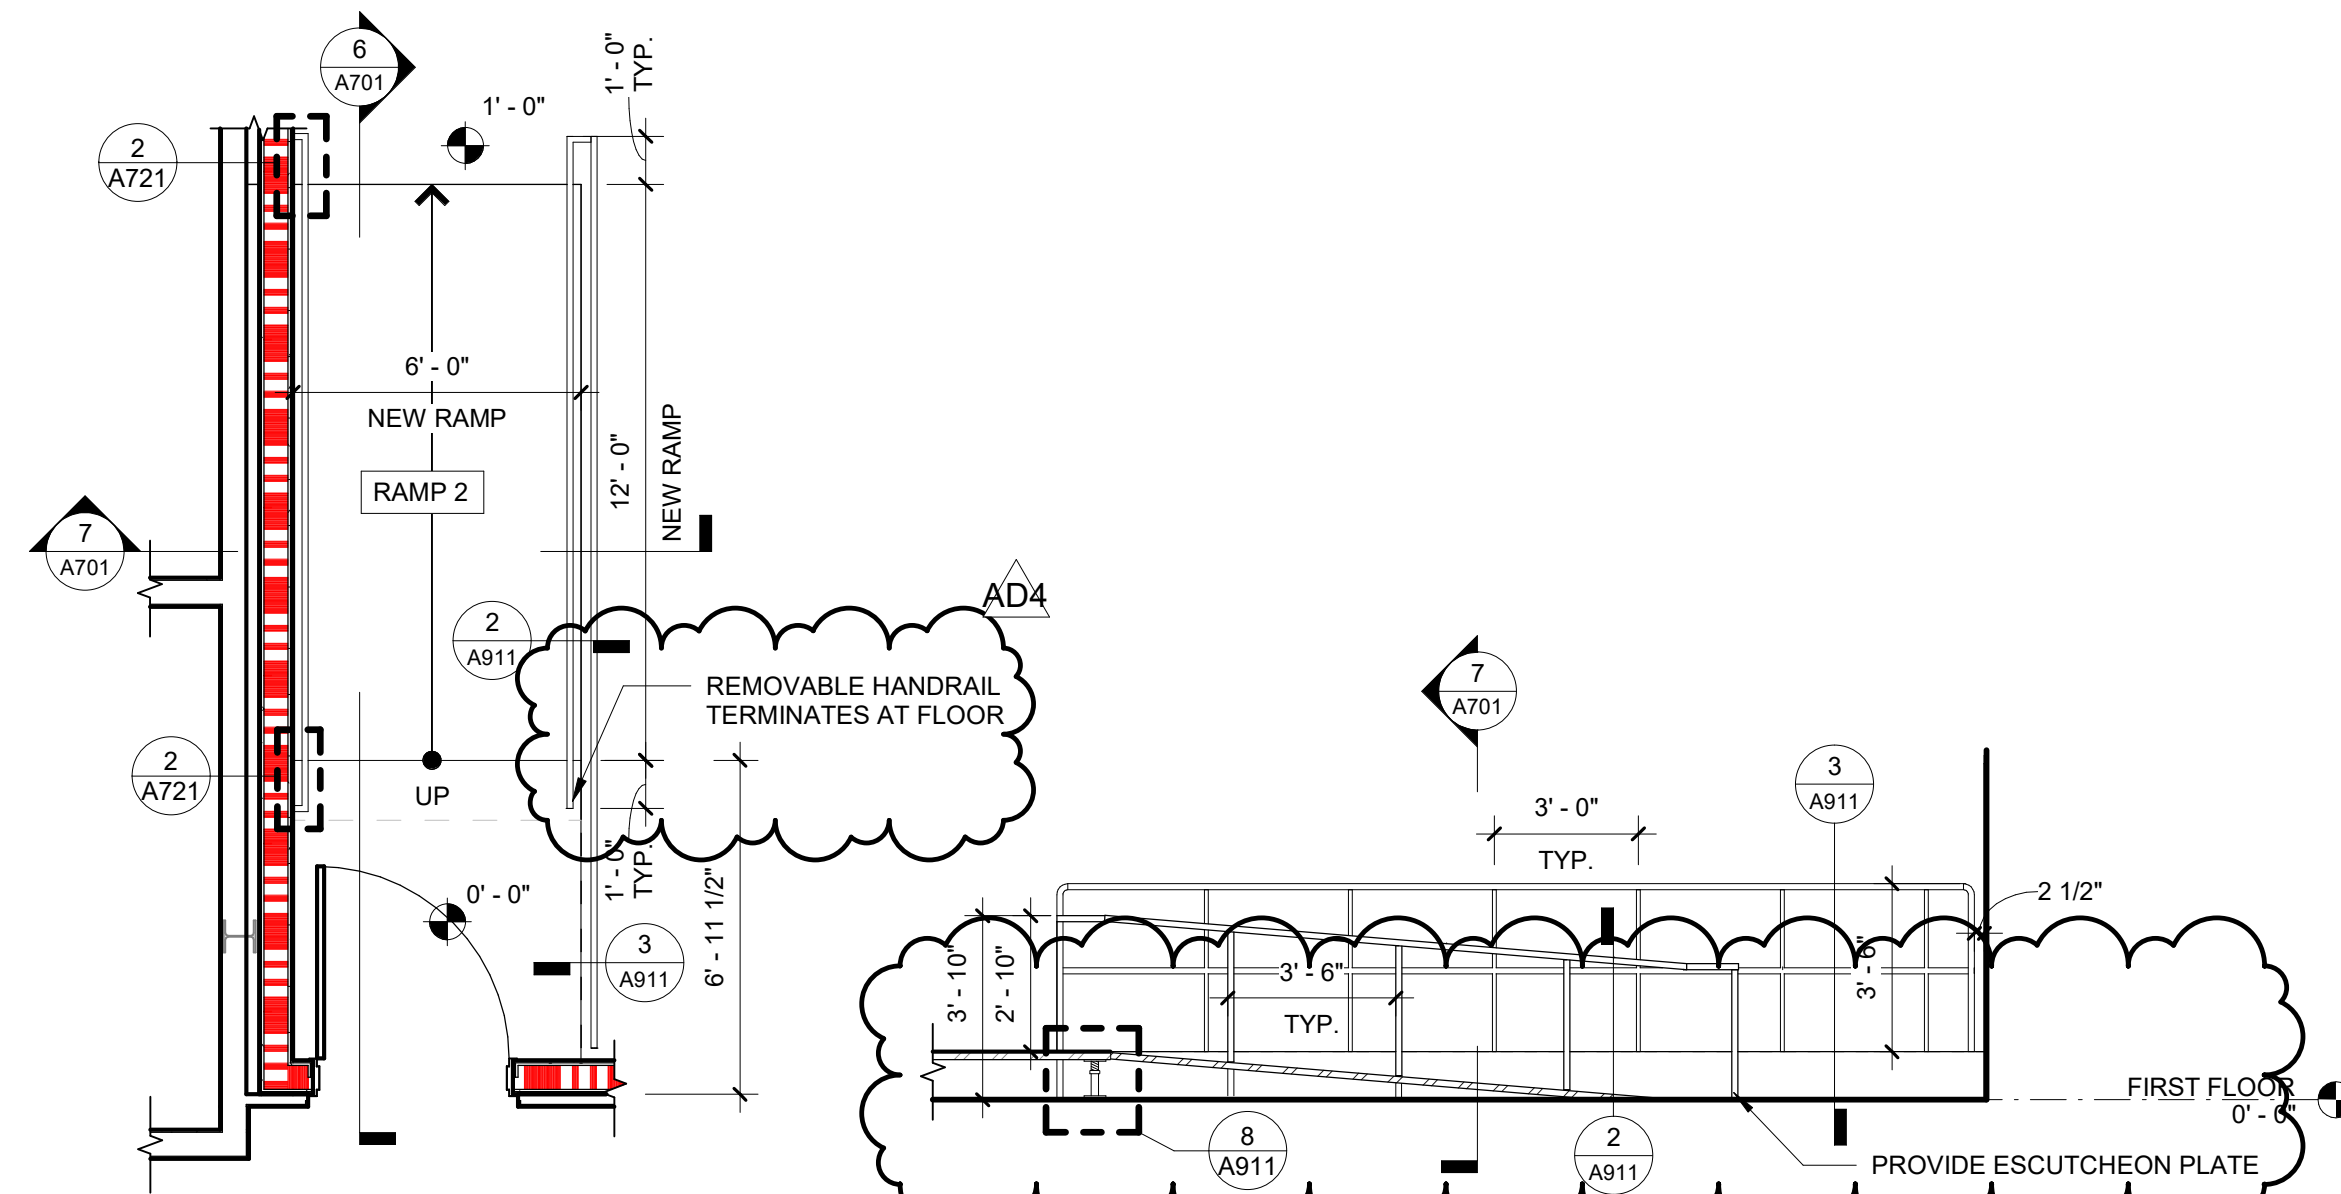 6
A701
1' - 0"
1' - 0"
TYP.
2
A721
6' - 0"
NEW RAMP
12' - 0"
NEW RAMP
RAMP 2
7
A701
AD4
2
A911
REMOVABLE HANDRAIL
TERMINATES AT FLOOR
2
A721
UP
1' - 0"
TYP.
0' - 0"
3
A911
6' - 11 1/2"
7
A701
3
A911
3' - 0"
TYP.
2 1/2"
3' - 10"
2' - 10"
3' - 6"
TYP.
3' - 6"
FIRST FLOOR
0' - 0"
8
A911
2
A911
PROVIDE ESCUTCHEON PLATE